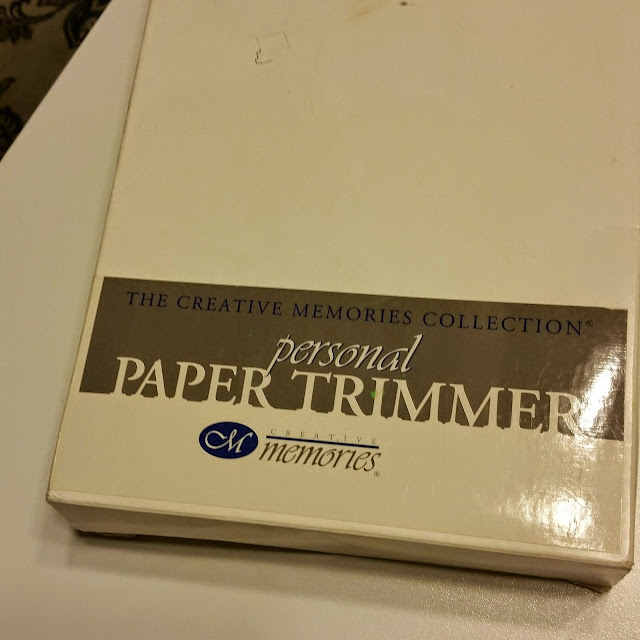 THE CREATIVE MEMORIES COLLECTION®
personal
PAPER TRIMMER
M CREATIVE
memories®